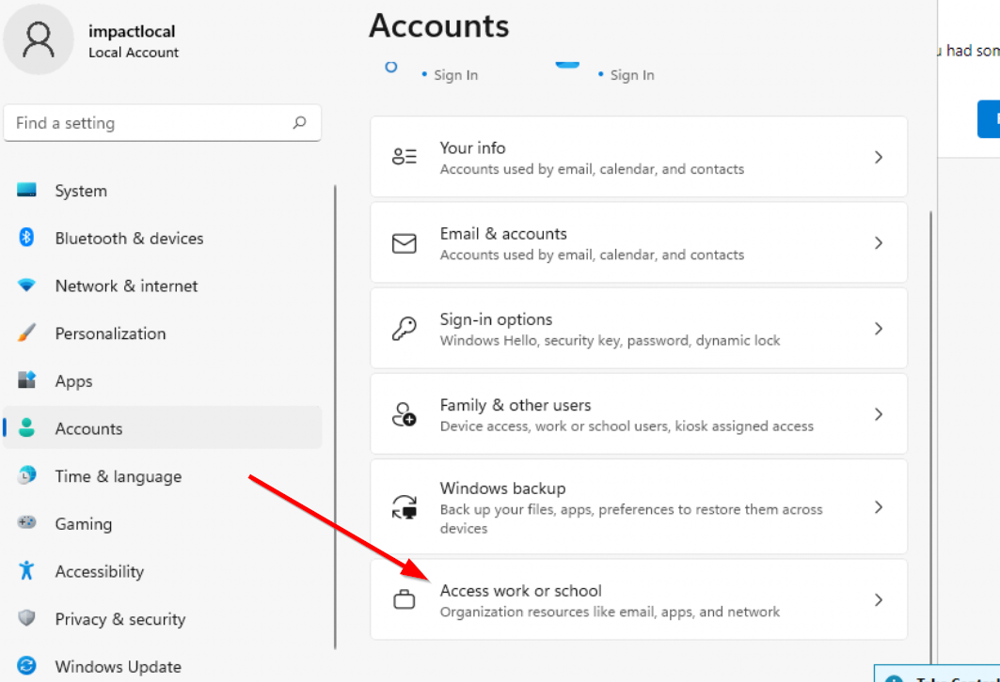 impactlocal
Local Account
Find a setting
System
Bluetooth & devices
Network & internet
Personalization
Apps
Accounts
Time & language
Gaming
Accessibility
Privacy & security
Windows Update
Accounts
• Sign In
• Sign In
Your info
Accounts used by email, calendar, and contacts
Email & accounts
Accounts used by email, calendar, and contacts
Sign-in options
Windows Hello, security key, password, dynamic lock
Family & other users
Device access, work or school users, kiosk assigned access
Windows backup
Back up your files, apps, preferences to restore them across
devices
Access work or school
Organization resources like email, apps, and network
had